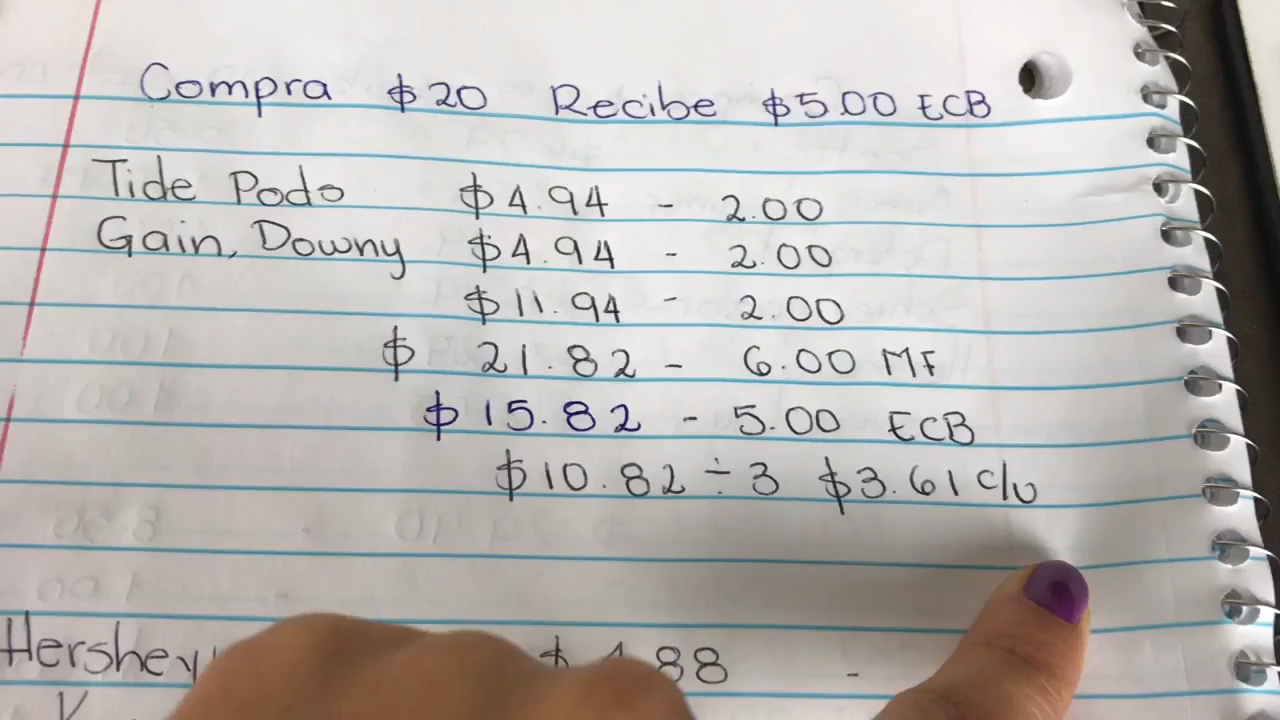 Compra $20 Recibe $5.00 ECB
Tide Pods $4.94 - 2.00
Gain, Downy $4.94 - 2.00
$11.94 - 2.00
$ 21.82 - 6.00 MF
$15.82 - 5.00 ECB
$10.82 ÷ 3 $3.61 c/u
Hershey $ .88 -